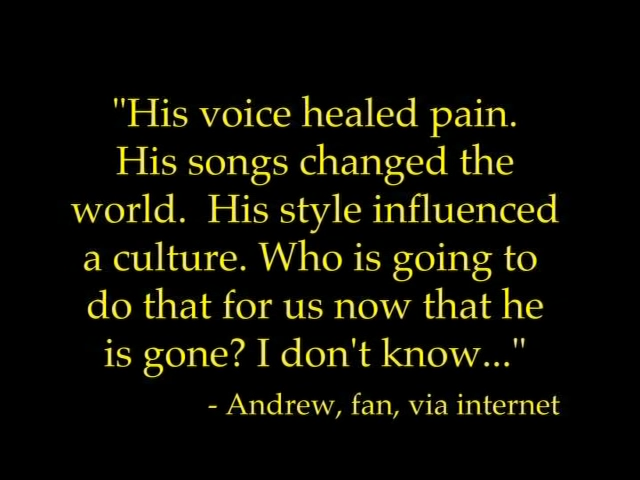 "His voice healed pain.
His songs changed the
world.  His style influenced
a culture. Who is going to
do that for us now that he
is gone? I don't know..."
- Andrew, fan, via internet